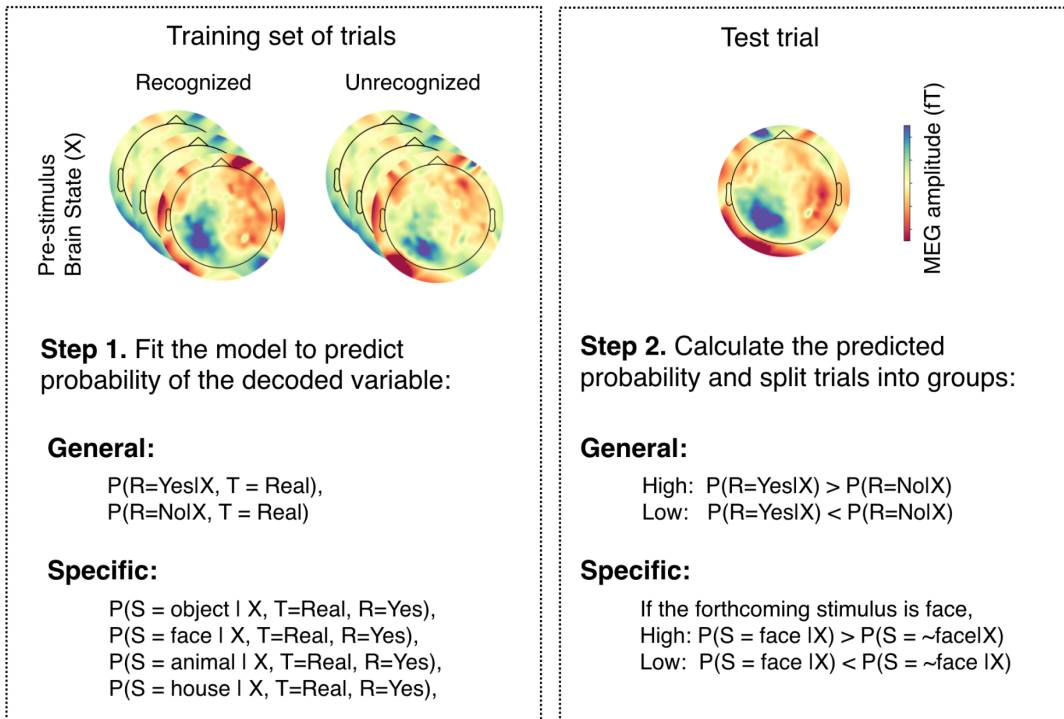 Training set of trials
Recognized
Unrecognized
Pre-stimulus
Brain State (X)
Step 1. Fit the model to predict
probability of the decoded variable:
General:
P(R=Yes|X, T = Real),
P(R=No|X, T = Real)
Specific:
P(S = object | X, T=Real, R=Yes),
P(S = face | X, T=Real, R=Yes),
P(S = animal | X, T=Real, R=Yes),
P(S = house | X, T=Real, R=Yes),
Test trial
MEG amplitude (fT)
Step 2. Calculate the predicted
probability and split trials into groups:
General:
High: P(R=Yes|X) > P(R=No|X)
Low: P(R=Yes|X) < P(R=No|X)
Specific:
If the forthcoming stimulus is face,
High: P(S = face |X) > P(S = ~face|X)
Low: P(S = face |X) < P(S = ~face |X)